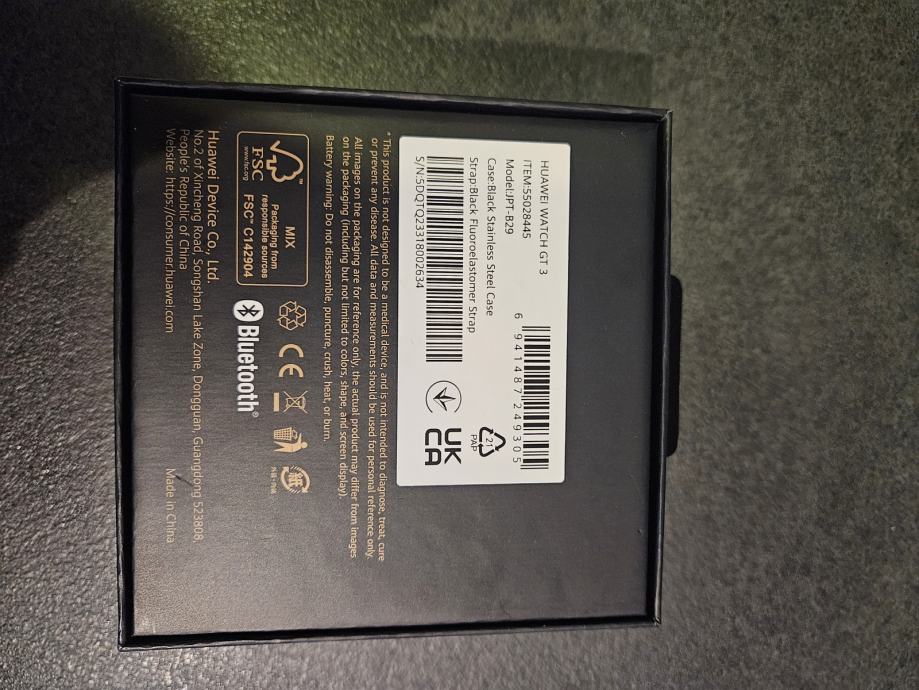 HUAWEI WATCH GT 3
ITEM:55028445
Model:JPT-B29
Case:Black Stainless Steel Case
Strap:Black Fluoroelastomer Strap
S/N:5DQTQ23318002634
6 941487 249305
21
PAP
UK
CA
* This product is not designed to be a medical device, and is not intended to diagnose, treat, cure
or prevent any disease. All data and measurements should be used for personal reference only.
All images on the packaging are for reference only, the actual product may differ from images
on the packaging (including but not limited to colors, shape, and screen display).
Battery warning: Do not disassemble, puncture, crush, heat, or burn.
FSC
www.fsc.org
MIX
Packaging from
responsible sources
FSC™ C142904
CE
紙
Bluetooth®
Huawei Device Co., Ltd.
No.2 of Xincheng Road, Songshan Lake Zone, Dongguan, Guangdong 523808,
People's Republic of China
Website: https://consumer.huawei.com
Made in China